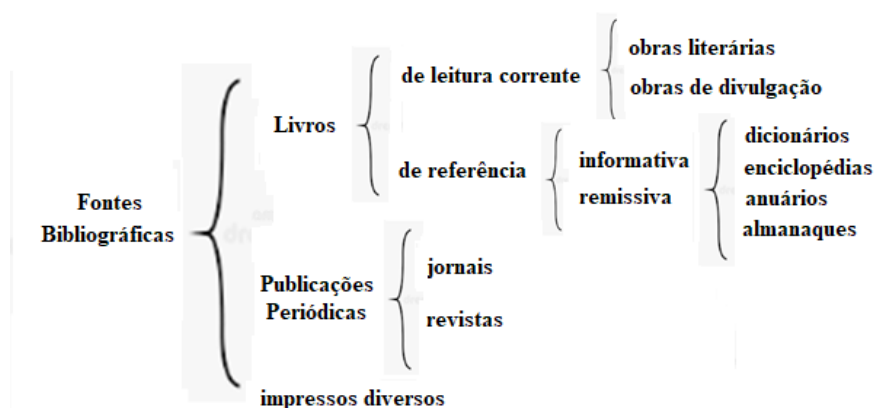 Fontes
Bibliográficas
Livros
de leitura corrente
obras literárias
obras de divulgação
de referência
informativa
remissiva
dicionários
enciclopédias
anuários
almanaques
Publicações
Periódicas
jornais
revistas
impressos diversos